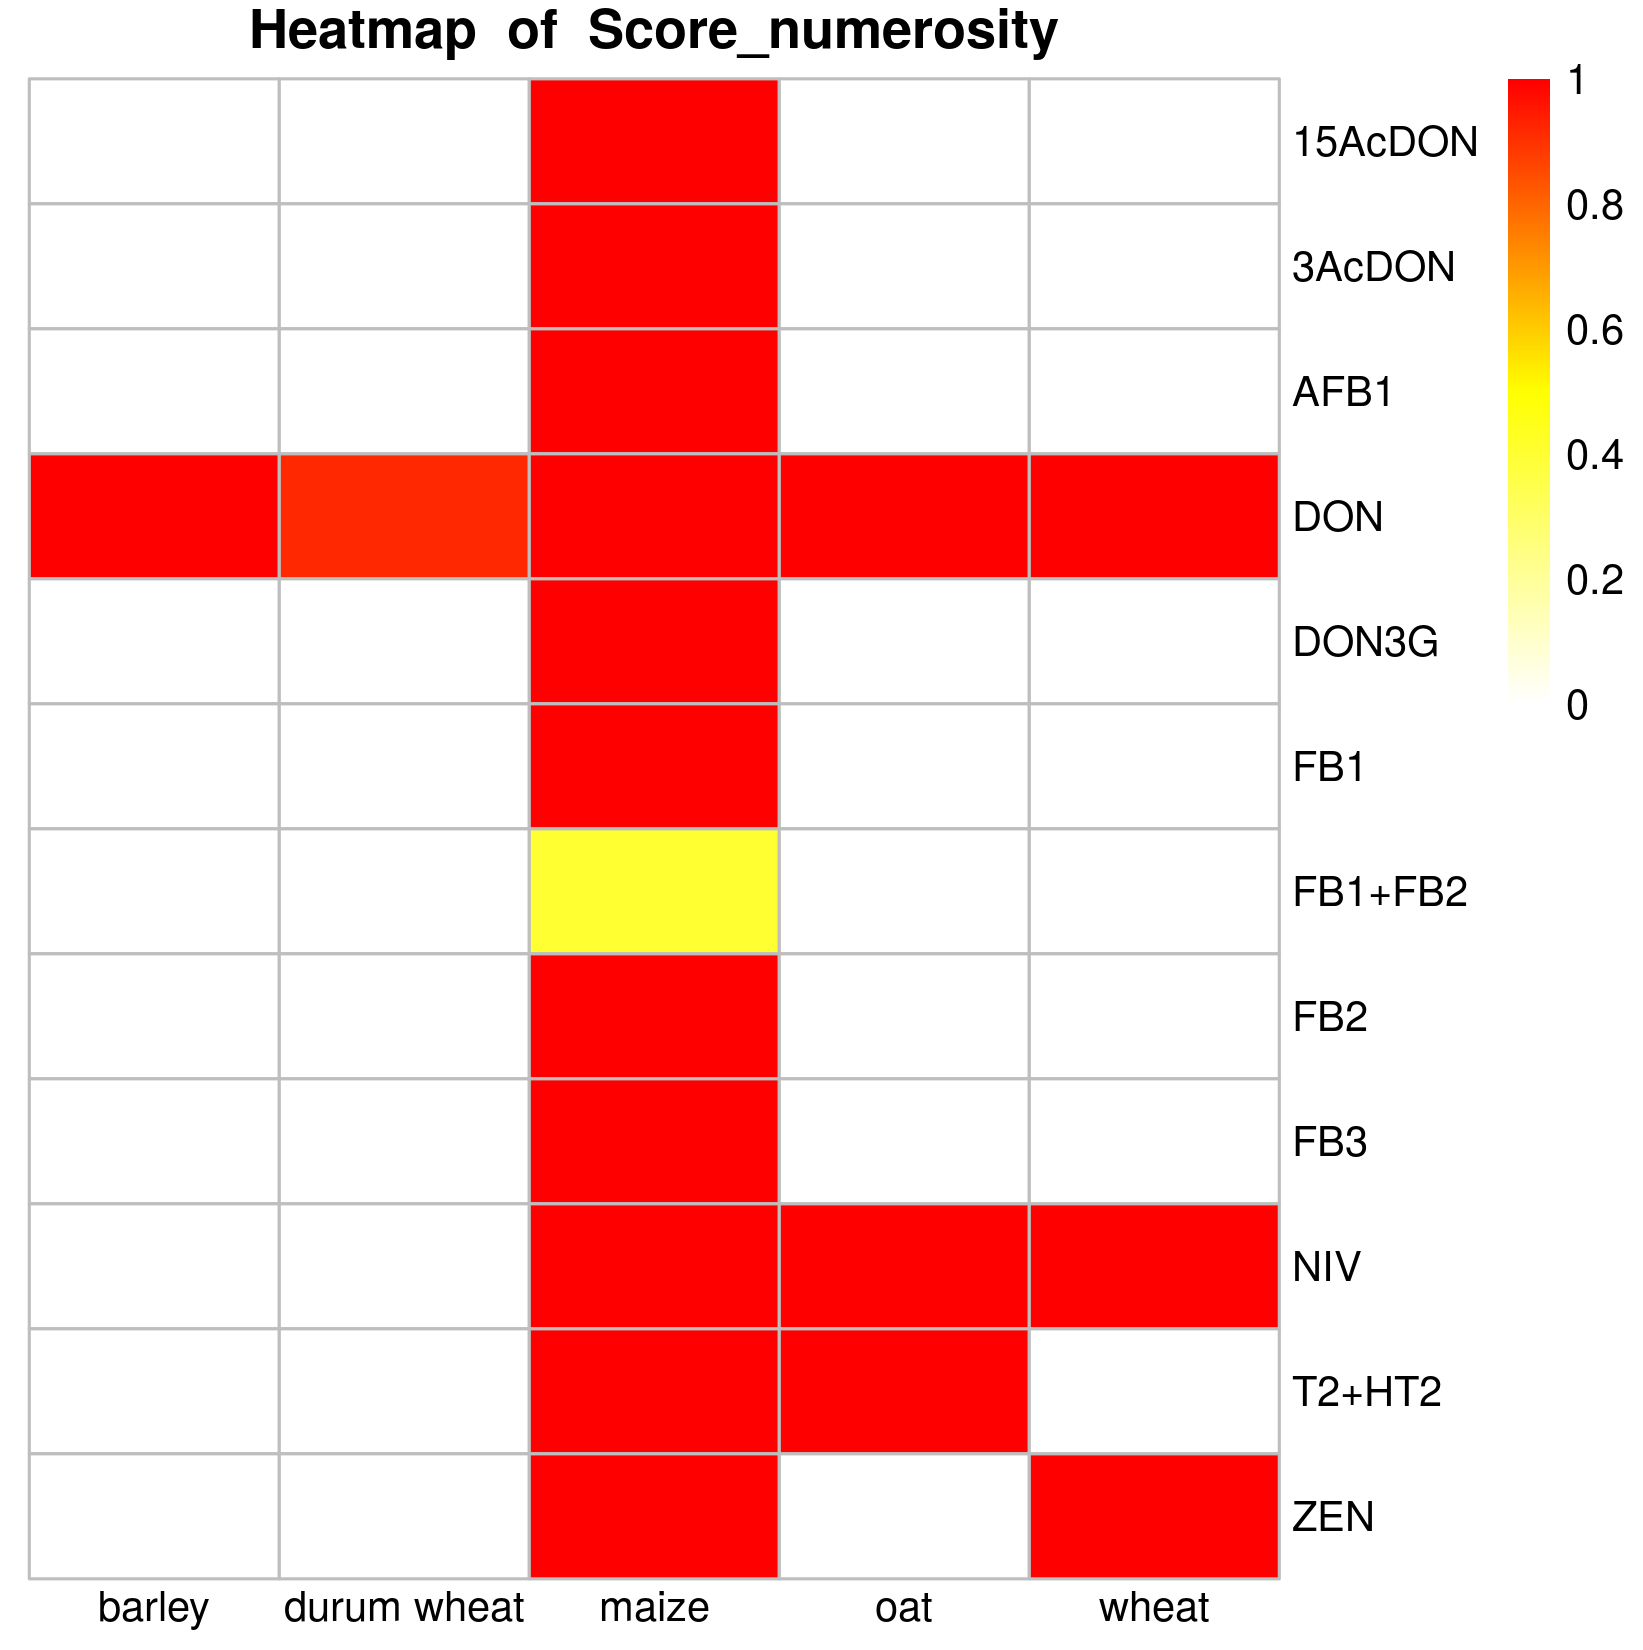 Heatmap of Score_numerosity
1
15AcDON
0.8
3AcDON
0.6
AFB1
0.4
DON
0.2
DON3G
0
FB1
FB1+FB2
FB2
FB3
NIV
T2+HT2
ZEN
barley durum wheat maize oat wheat